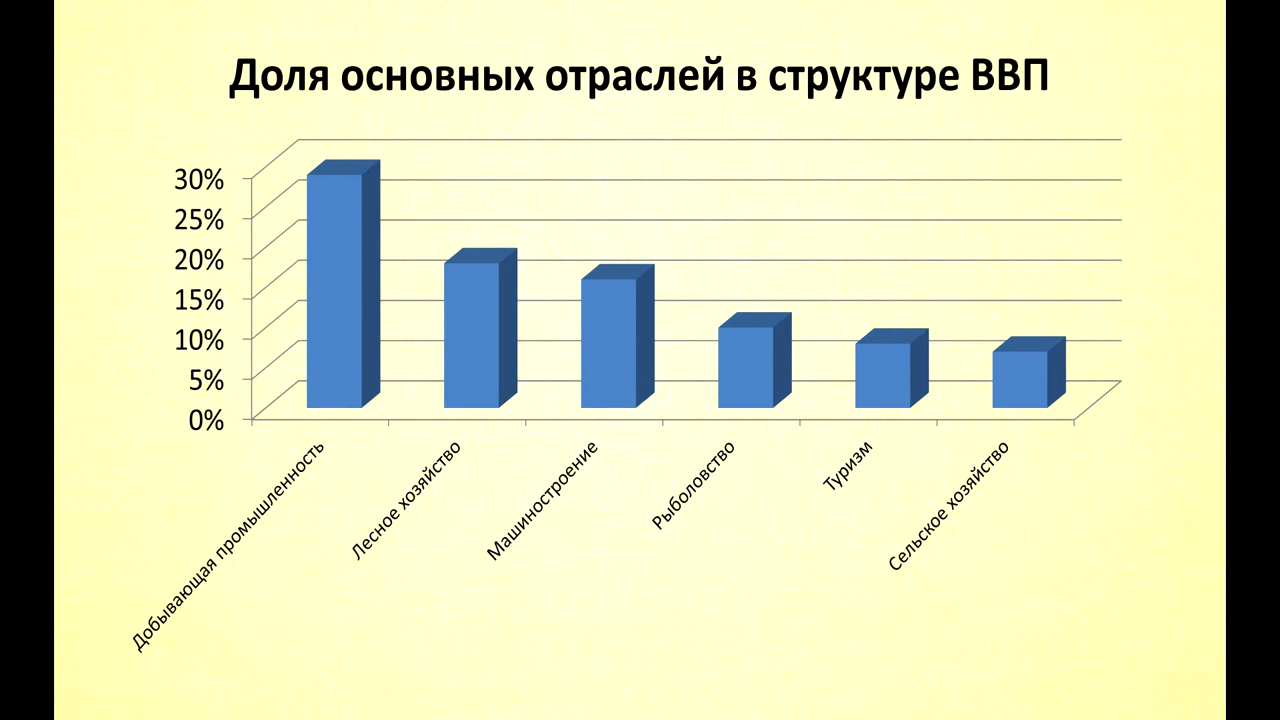 Доля основных отраслей в структуре ВВП
30%
25%
20%
15%
10%
5%
0%
Добывающая промышленность
Лесное хозяйство
Машиностроение
Рыболовство
Туризм
Сельское хозяйство